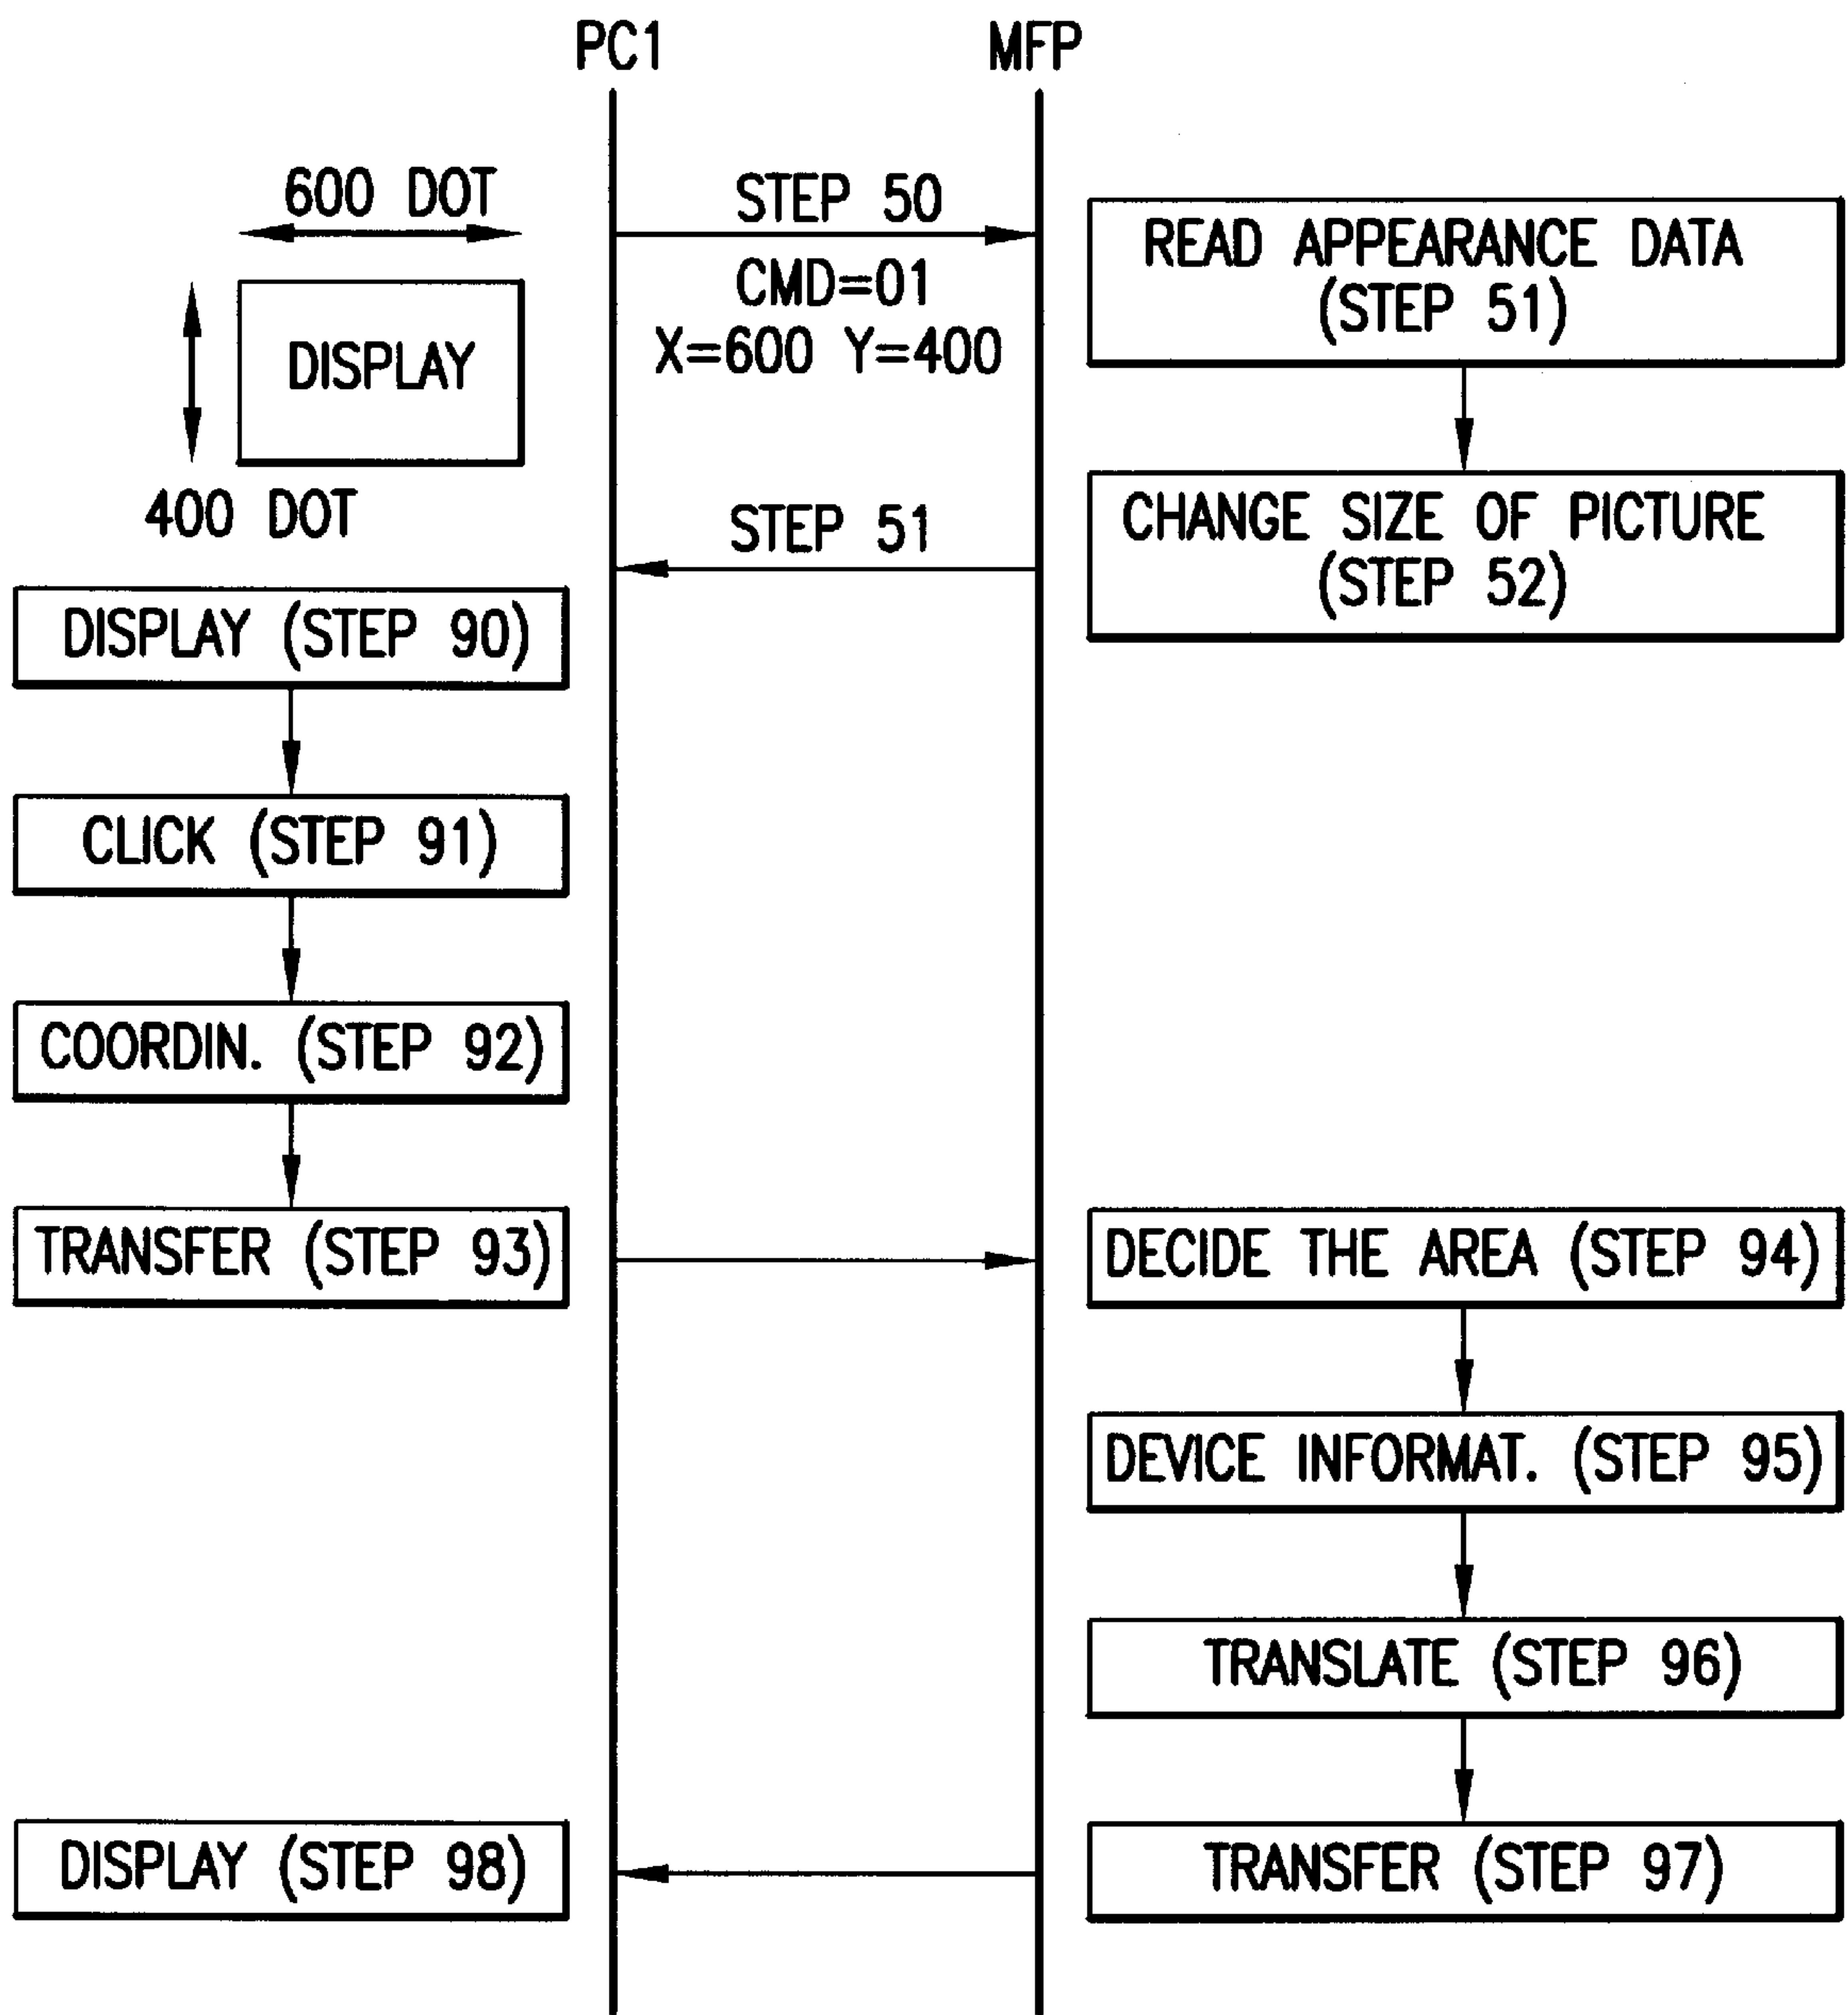 PC1
MFP
600 DOT
STEP 50
CMD=01
X=600 Y=400
READ APPEARANCE DATA
(STEP 51)
DISPLAY
400 DOT
STEP 51
CHANGE SIZE OF PICTURE
(STEP 52)
DISPLAY (STEP 90)
CLICK (STEP 91)
COORDIN. (STEP 92)
TRANSFER (STEP 93)
DECIDE THE AREA (STEP 94)
DEVICE INFORMAT. (STEP 95)
TRANSLATE (STEP 96)
DISPLAY (STEP 98)
TRANSFER (STEP 97)